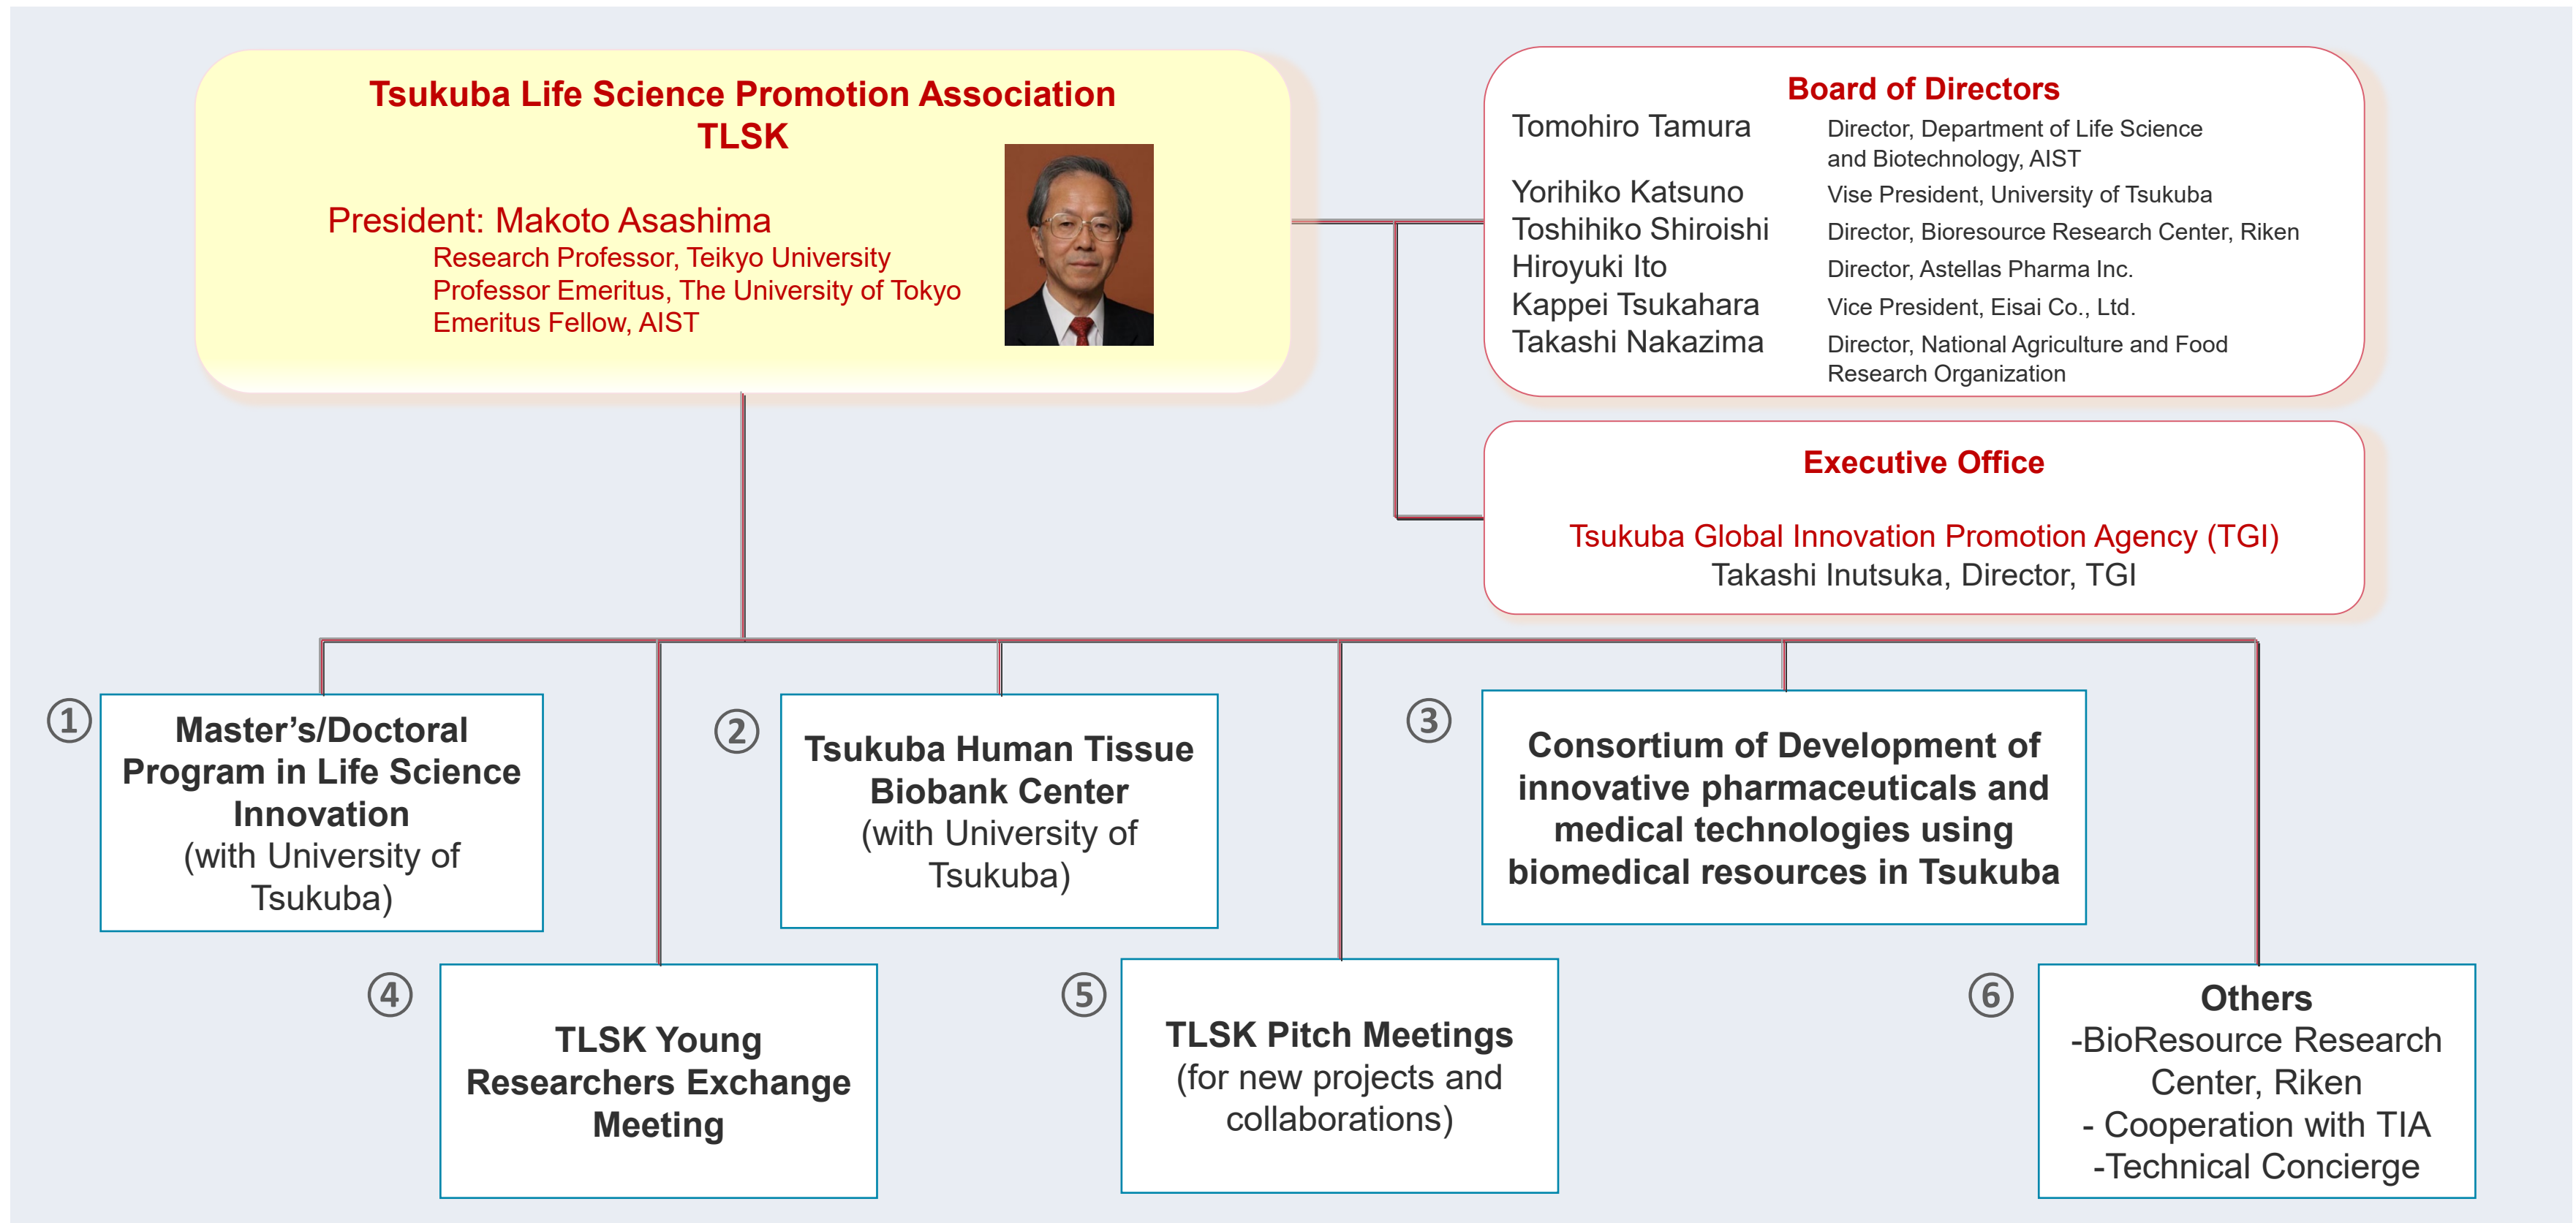 Tsukuba Life Science Promotion Association
TLSK
President: Makoto Asashima
Research Professor, Teikyo University
Professor Emeritus, The University of Tokyo
Emeritus Fellow, AIST
Board of Directors
Tomohiro Tamura Director, Department of Life Science
and Biotechnology, AIST
Yorihiko Katsuno Vise President, University of Tsukuba
Toshihiko Shiroishi Director, Bioresource Research Center, Riken
Hiroyuki Ito Director, Astellas Pharma Inc.
Kappei Tsukahara Vice President, Eisai Co., Ltd.
Takashi Nakazima Director, National Agriculture and Food
Research Organization
Executive Office
Tsukuba Global Innovation Promotion Agency (TGI)
Takashi Inutsuka, Director, TGI
①
Master’s/Doctoral
Program in Life Science
Innovation
(with University of
Tsukuba)
②
Tsukuba Human Tissue
Biobank Center
(with University of
Tsukuba)
③
Consortium of Development of
innovative pharmaceuticals and
medical technologies using
biomedical resources in Tsukuba
④
TLSK Young
Researchers Exchange
Meeting
⑤
TLSK Pitch Meetings
(for new projects and
collaborations)
⑥
Others
-BioResource Research
Center, Riken
- Cooperation with TIA
-Technical Concierge